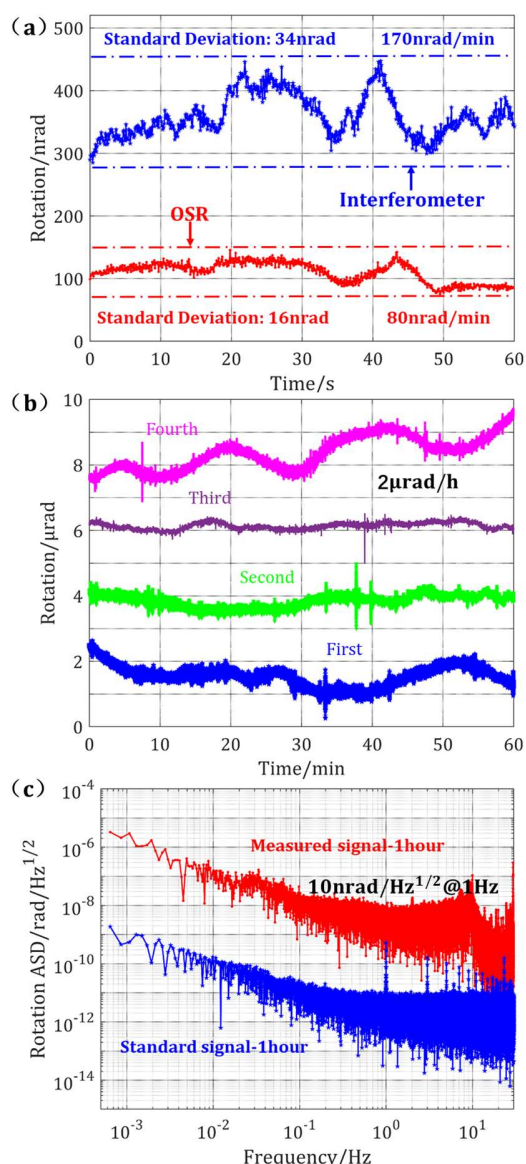 （a）
500
Standard Deviation: 34nrad 170nrad/min
400
300
Interferometer
200
OSR
100
Standard Deviation: 16nrad 80nrad/min
0
Rotation/nrad
0 10 20 30 40 50 60
Time/s
（b）
10
Fourth
8
2μrad/h
Third
6
Second
4
First
2
0
Rotation/μrad
0 10 20 30 40 50 60
Time/min
（c）
10^-4
Measured signal-1hour
10^-6
10nrad/Hz^1/2@1Hz
10^-8
10^-10
10^-12
Standard signal-1hour
10^-14
Rotation ASD/rad/Hz^1/2
10^-3 10^-2 10^-1 10^0 10^1
Frequency/Hz